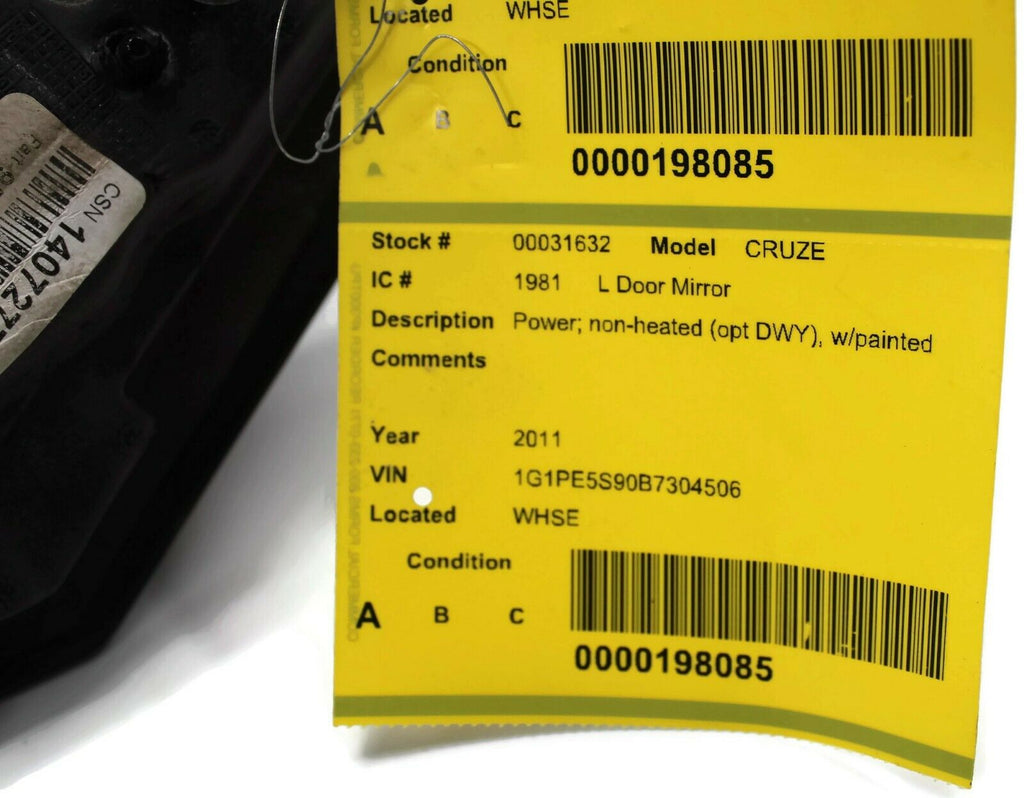 Located WHSE
Condition
A B C
0000198085
Stock # 00031632 Model CRUZE
IC # 1981 L Door Mirror
Description Power; non-heated (opt DWY), w/painted
Comments
Year 2011
VIN 1G1PE5S90B7304506
Located WHSE
Condition
A B C
0000198085
CSN 140727